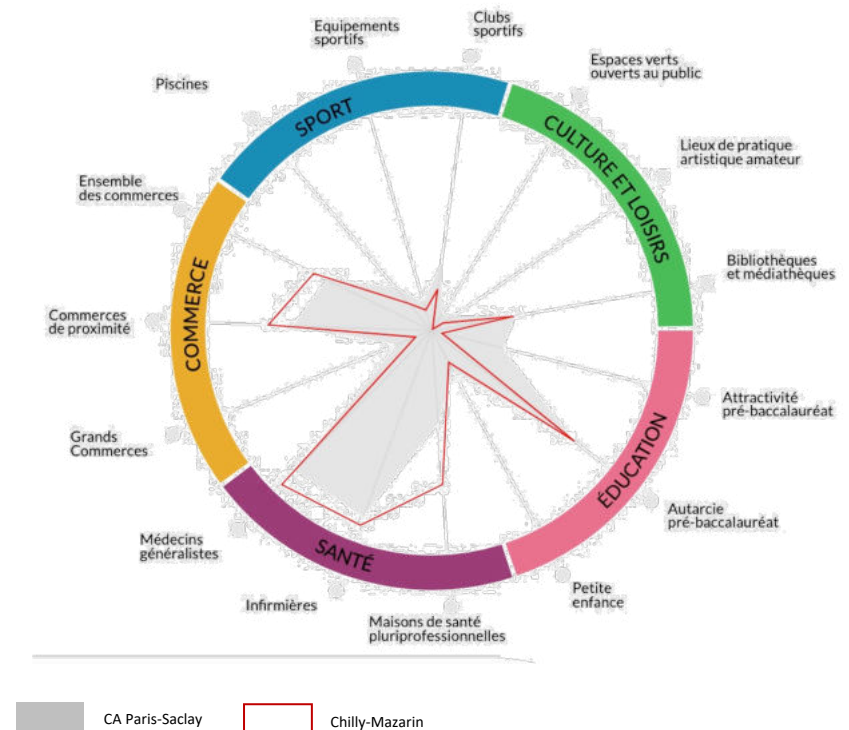 Clubs
sportifs
Equipements
sportifs
Espaces verts
ouverts au public
Piscines
SPORT
CULTURE ET LOISIRS
Lieux de pratique
artistique amateur
Ensemble
des commerces
Bibliothèques
et médiathèques
Commerces
de proximité
COMMERCE
Attractivité
pré-baccalauréat
ÉDUCATION
Grands
Commerces
Autarcie
pré-baccalauréat
Médecins
généralistes
SANTÉ
Petite
enfance
Infirmières
Maisons de santé
pluriprofessionnelles
CA Paris-Saclay
Chilly-Mazarin